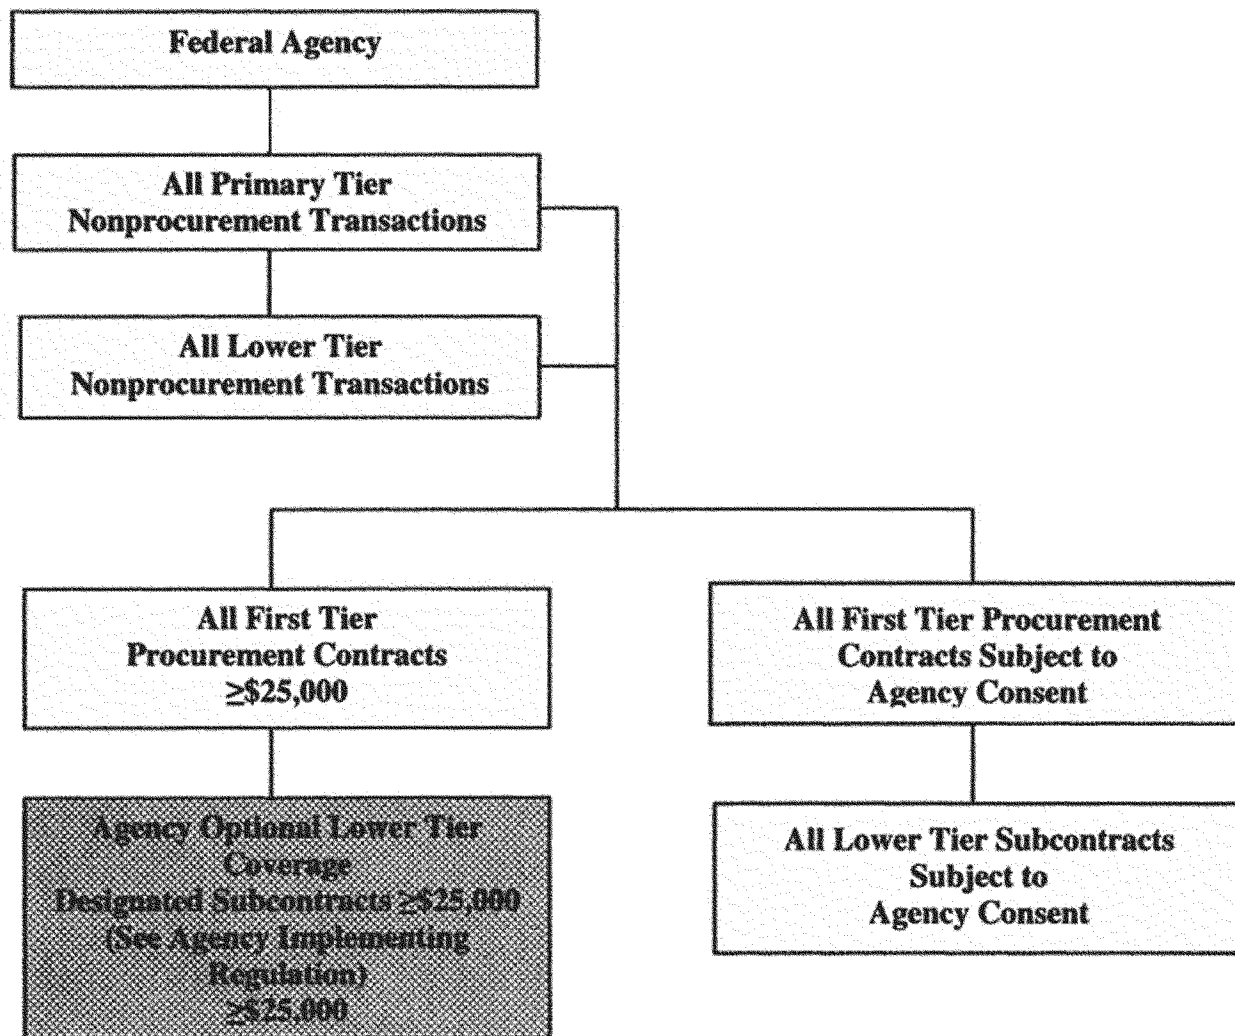 Federal Agency
All Primary Tier
Nonprocurement Transactions
All Lower Tier
Nonprocurement Transactions
All First Tier
Procurement Contracts
≥$25,000
All First Tier Procurement
Contracts Subject to
Agency Consent
Agency Optional Lower Tier
Coverage
Designated Subcontracts ≥$25,000
(See Agency Implementing
Regulation)
≥$25,000
All Lower Tier Subcontracts
Subject to
Agency Consent